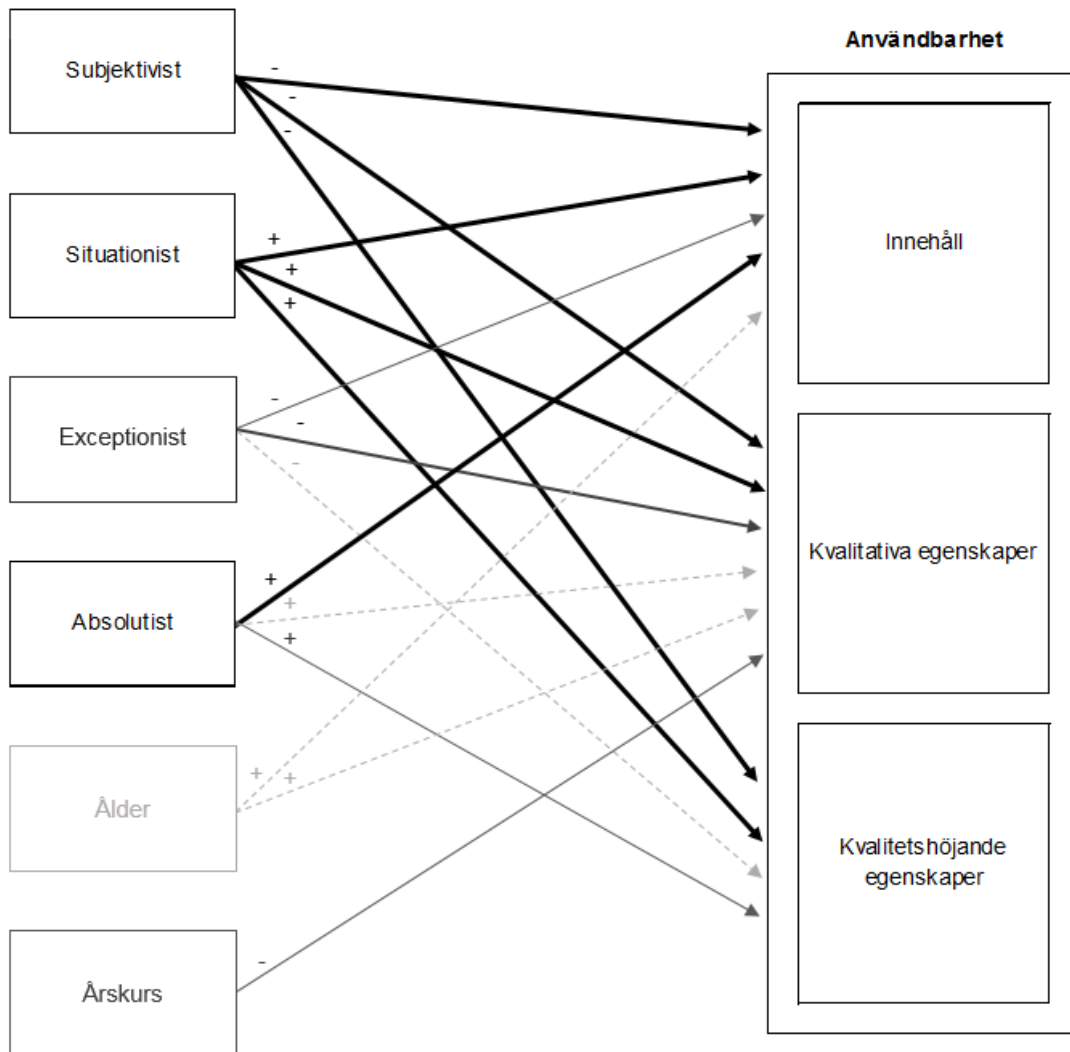 Användbarhet
Subjektivist
-
-
-
Innehåll
Situationist
+
+
+
Exceptionist
-
-
-
Kvalitativa egenskaper
Absolutist
+
+
+
Ålder
+ +
Kvalitetshöjande
egenskaper
Årskurs
-